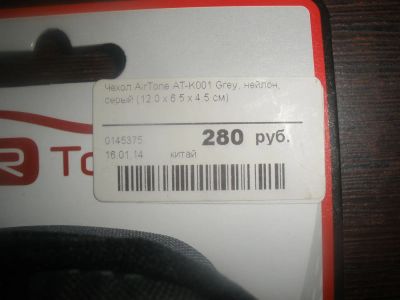 Чехол AirTone AT-K001 Grey, нейлон,
серый (12.0 x 6.5 x 4.5 см)
0145375
280 руб.
16.01.14 китай
R To